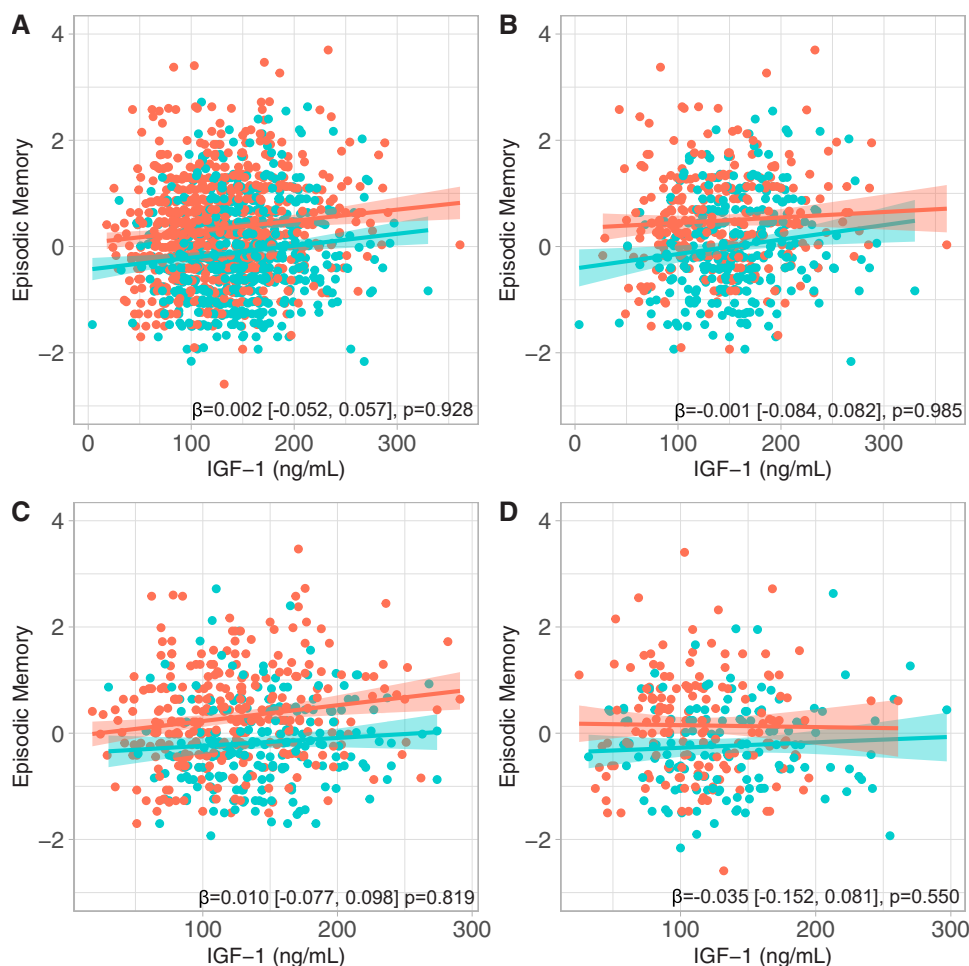 A
B
4
2
0
−2
Episodic Memory
β=0.002 [-0.052, 0.057], p=0.928
0
100
200
300
IGF−1 (ng/mL)
4
2
0
−2
Episodic Memory
β=-0.001 [-0.084, 0.082], p=0.985
0
100
200
300
IGF−1 (ng/mL)
C
D
4
2
0
−2
Episodic Memory
β=0.010 [-0.077, 0.098] p=0.819
100
200
300
IGF−1 (ng/mL)
4
2
0
−2
Episodic Memory
β=-0.035 [-0.152, 0.081], p=0.550
100
200
300
IGF−1 (ng/mL)